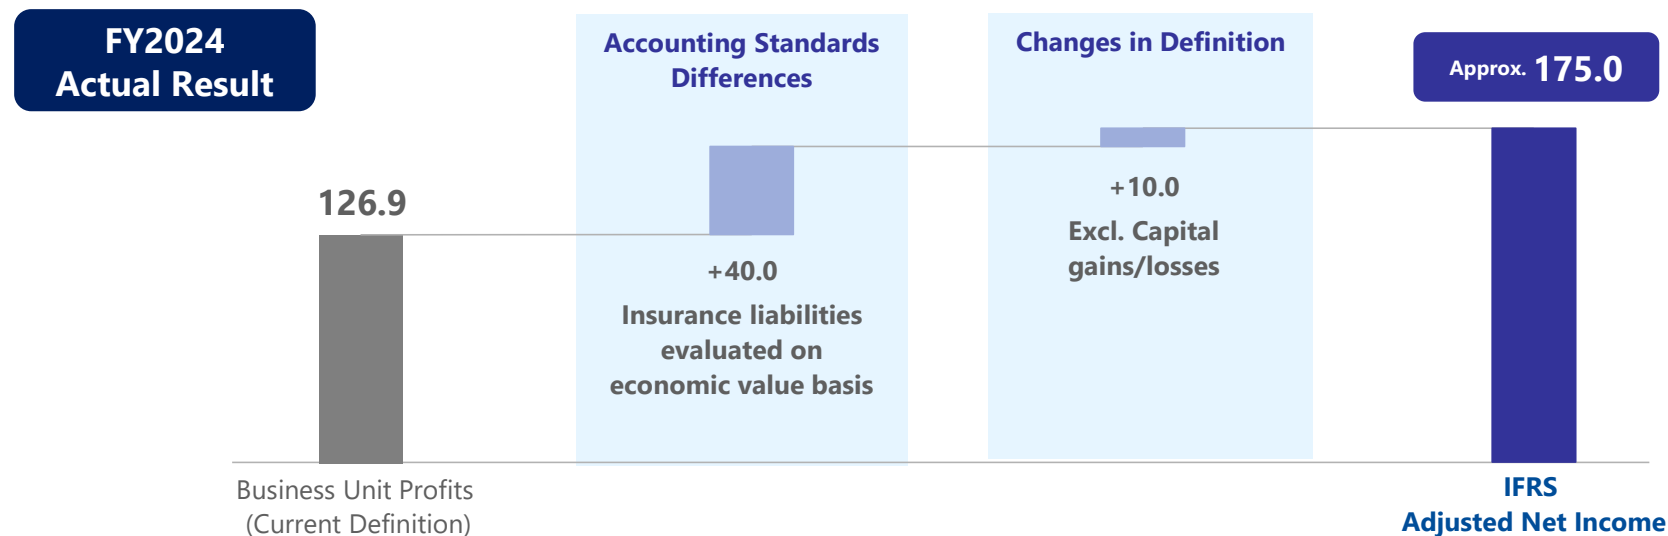 FY2024
Actual Result
Accounting Standards
Differences
Changes in Definition
Approx. 175.0
126.9
+40.0
Insurance liabilities
evaluated on
economic value basis
+10.0
Excl. Capital
gains/losses
Business Unit Profits
(Current Definition)
IFRS
Adjusted Net Income